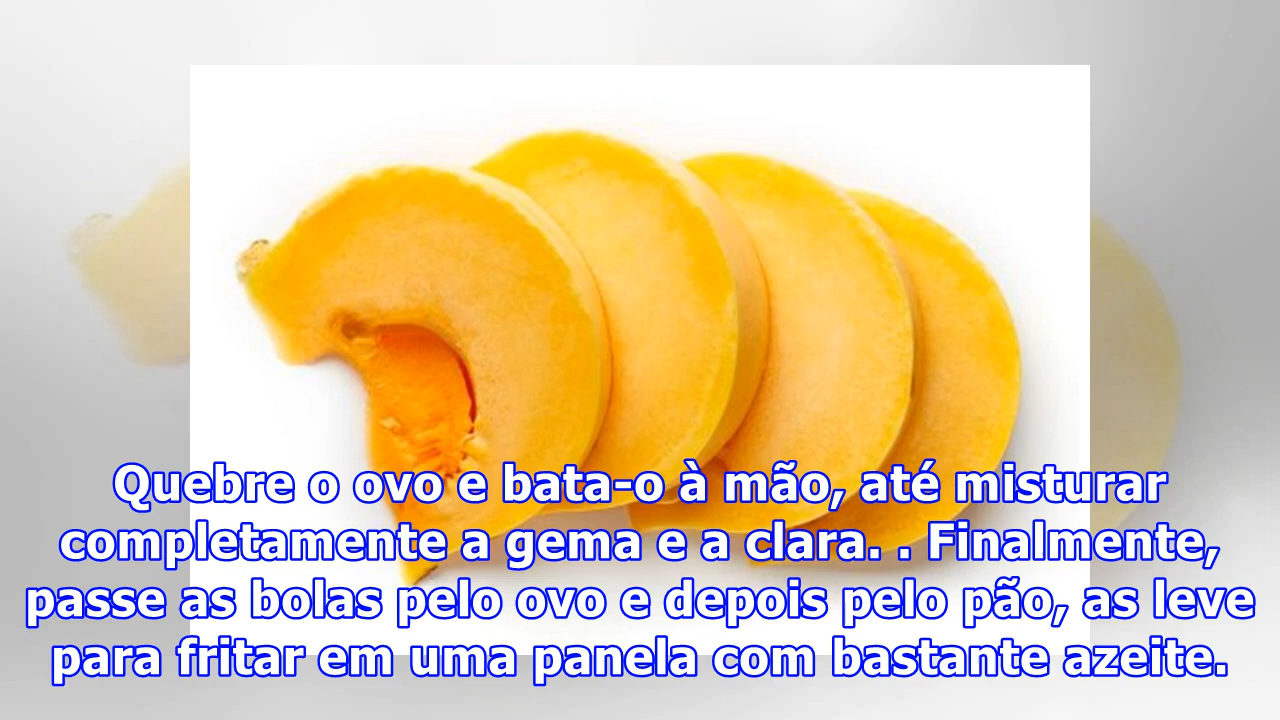 Quebre o ovo e bata-o à mão, até misturar
completamente a gema e a clara. . Finalmente,
passe as bolas pelo ovo e depois pelo pão, as leve
para fritar em uma panela com bastante azeite.